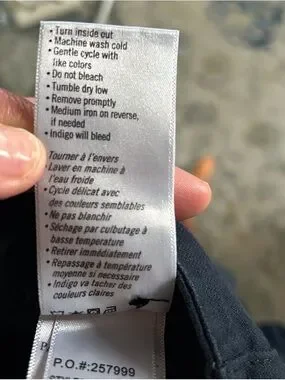 • Turn inside out
• Machine wash cold
• Gentle cycle with
like colors
• Do not bleach
• Tumble dry low
• Remove promptly
• Medium iron on reverse,
if needed
• Indigo will bleed
Tourner à l'envers
• Laver en machine à
l'eau froide
• Cycle délicat avec
des couleurs semblables
• Ne pas blanchir
• Séchage par culbutage à
basse température
• Retirer immédiatement
• Repassage à température
moyenne si necessaire
• Indigo va tacher des
couleurs claires
P.O.#:257999